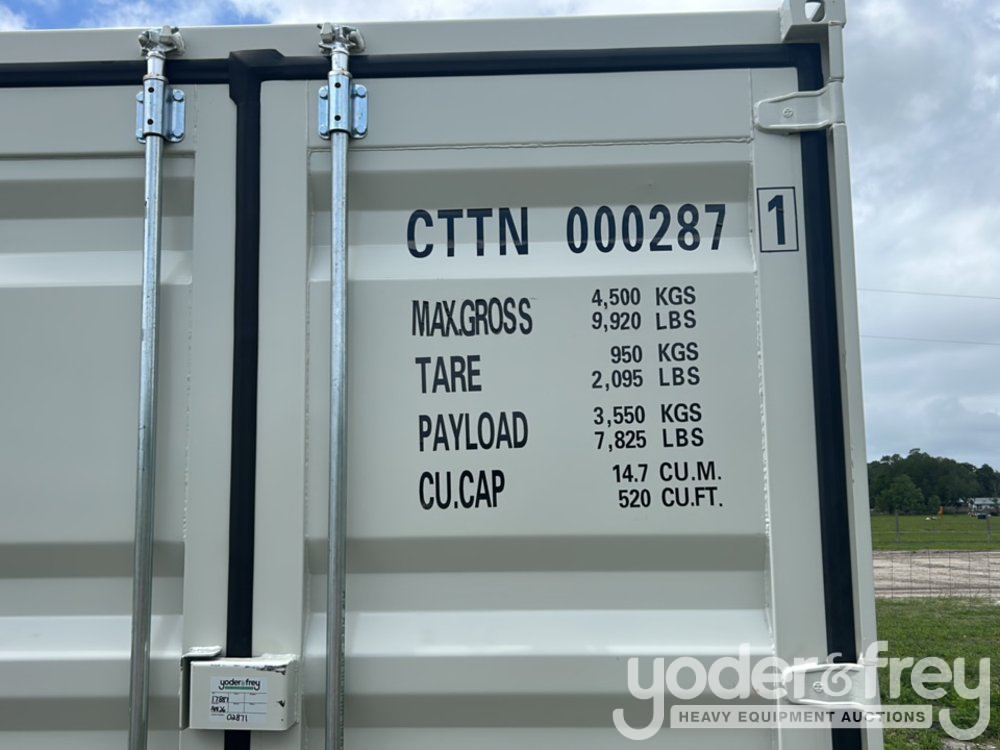 CTTN 000287 1
MAX.GROSS 4,500 KGS
9,920 LBS
TARE 950 KGS
2,095 LBS
PAYLOAD 3,550 KGS
7,825 LBS
CU.CAP 14.7 CU.M.
520 CU.FT.
yoder&frey
02871
yoder&frey
HEAVY EQUIPMENT AUCTIONS